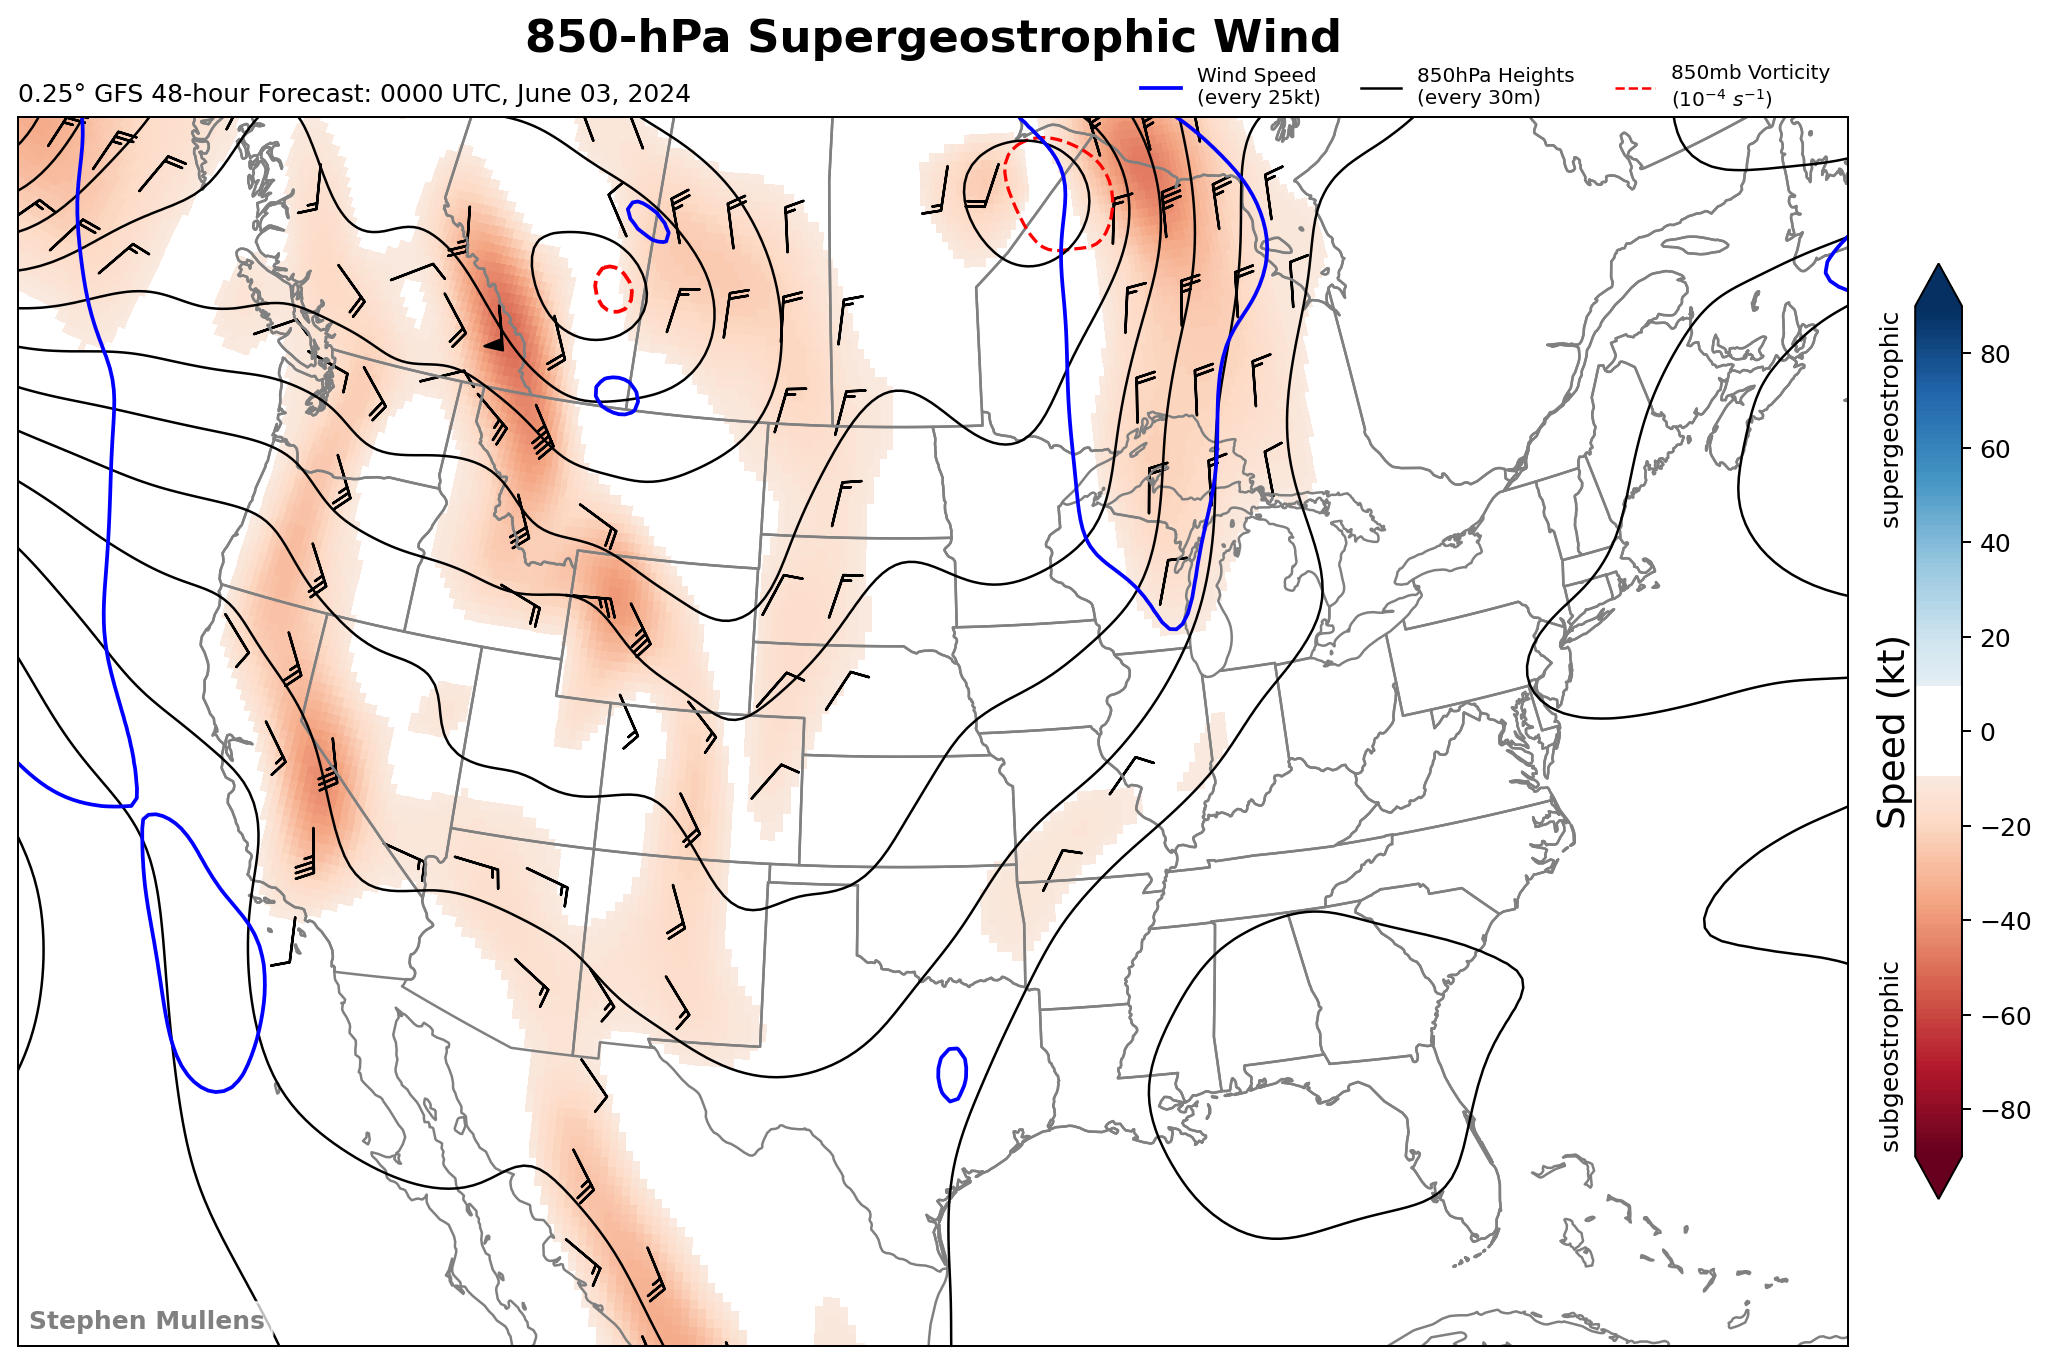 850-hPa Supergeostrophic Wind
0.25° GFS 48-hour Forecast: 0000 UTC, June 03, 2024
Wind Speed
(every 25kt)
850hPa Heights
(every 30m)
850mb Vorticity
(10⁻⁴ s⁻¹)
supergeostrophic
Speed (kt)
subgeostrophic
80
60
40
20
0
−20
−40
−60
−80
Stephen Mullens